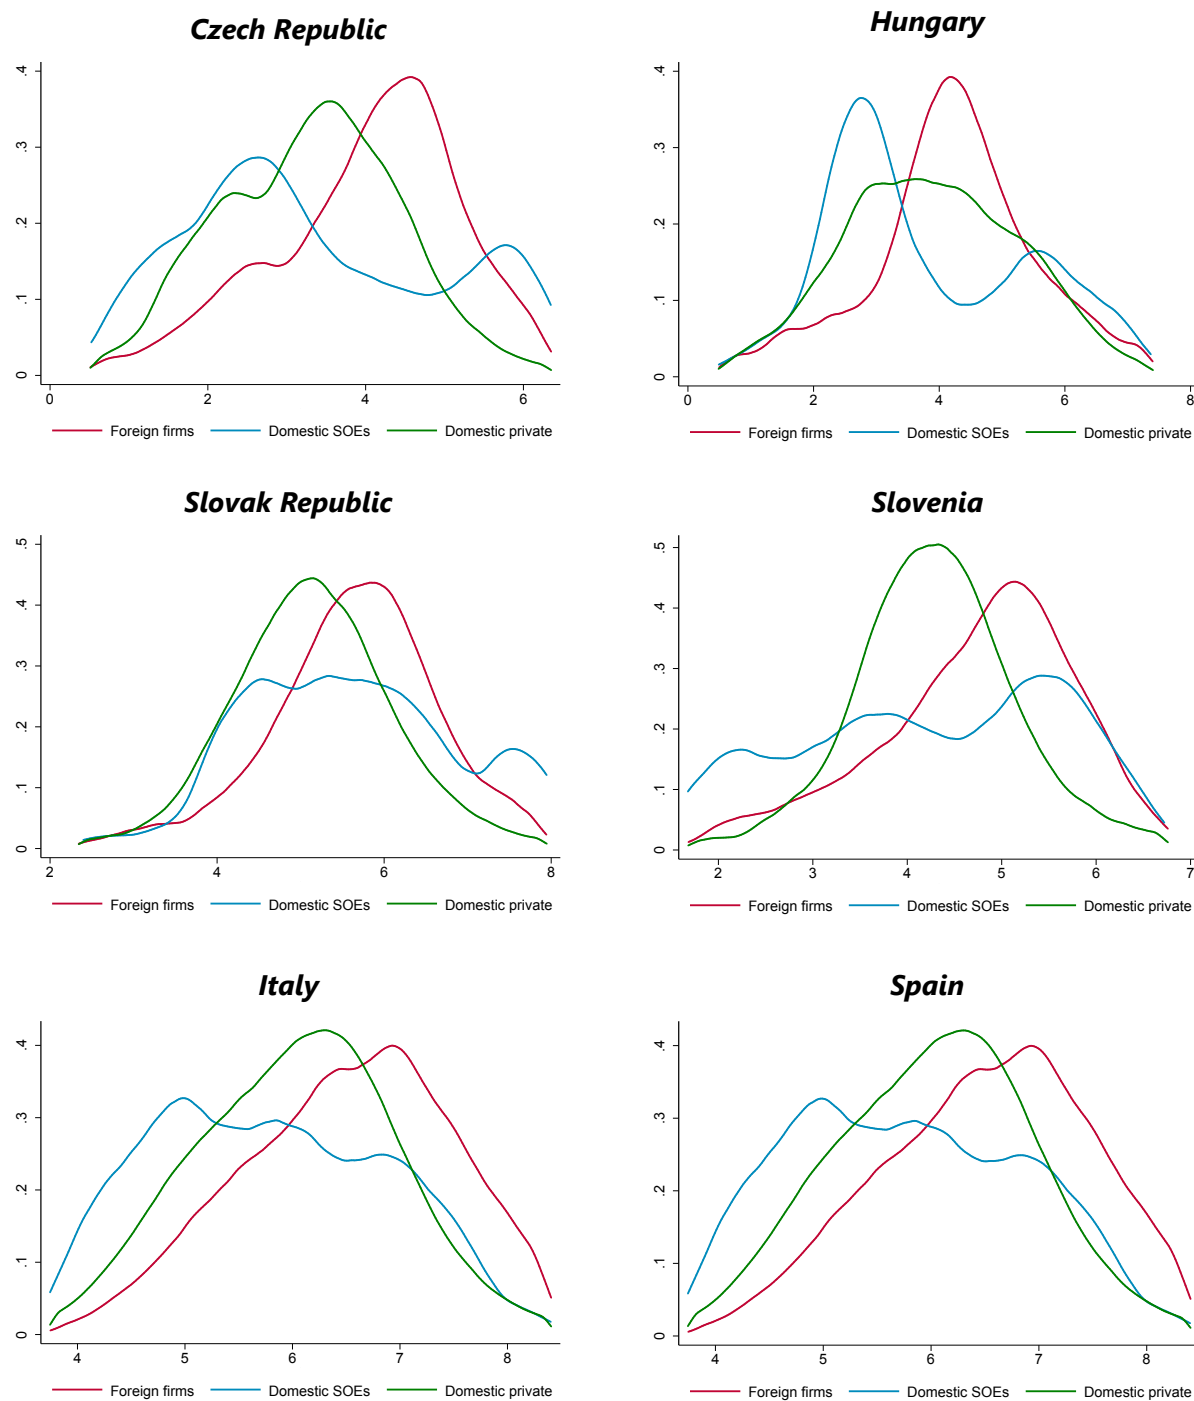 Czech Republic
.4
.3
.2
.1
0
0 2 4 6
Foreign firms Domestic SOEs Domestic private
Hungary
.4
.3
.2
.1
0
0 2 4 6 8
Foreign firms Domestic SOEs Domestic private
Slovak Republic
.5
.4
.3
.2
.1
0
2 4 6 8
Foreign firms Domestic SOEs Domestic private
Slovenia
.5
.4
.3
.2
.1
0
2 3 4 5 6 7
Foreign firms Domestic SOEs Domestic private
Italy
.4
.3
.2
.1
0
4 5 6 7 8
Foreign firms Domestic SOEs Domestic private
Spain
.4
.3
.2
.1
0
4 5 6 7 8
Foreign firms Domestic SOEs Domestic private